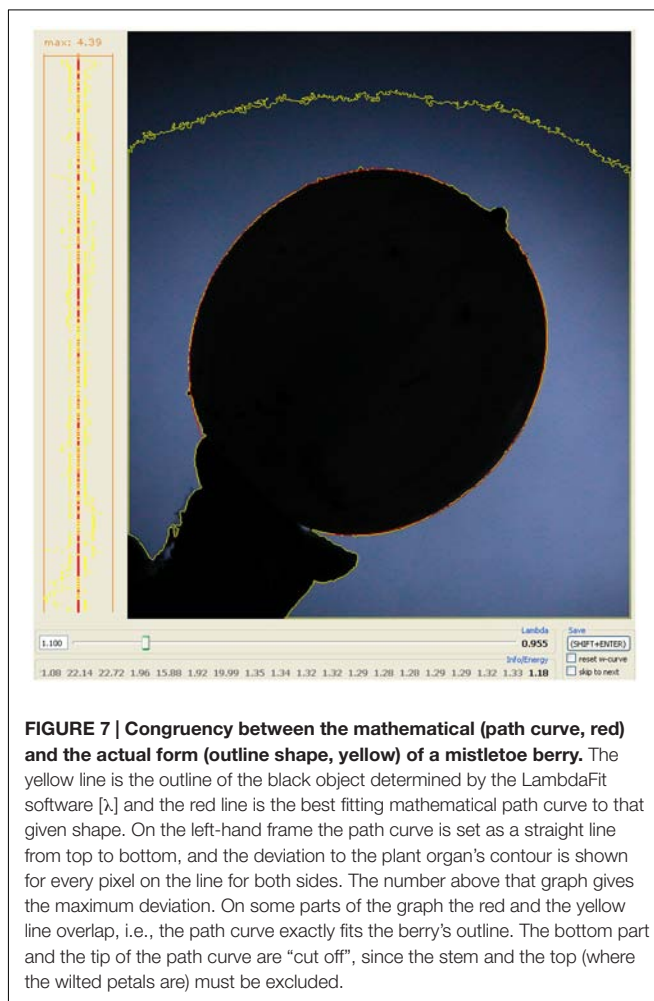 max: 4.39
Lambda
Save
1.100
0.955
(SHIFT+ENTER)
Info/Energy
reset w-curve
1.08 22.14 22.72 1.96 15.88 1.92 19.99 1.35 1.34 1.32 1.32 1.29 1.28 1.28 1.29 1.29 1.32 1.33 1.18
skip to next
FIGURE 7 | Congruency between the mathematical (path curve, red)
and the actual form (outline shape, yellow) of a mistletoe berry. The
yellow line is the outline of the black object determined by the LambdaFit
software [λ] and the red line is the best fitting mathematical path curve to that
given shape. On the left-hand frame the path curve is set as a straight line
from top to bottom, and the deviation to the plant organ's contour is shown
for every pixel on the line for both sides. The number above that graph gives
the maximum deviation. On some parts of the graph the red and the yellow
line overlap, i.e., the path curve exactly fits the berry's outline. The bottom part
and the tip of the path curve are “cut off”, since the stem and the top (where
the wilted petals are) must be excluded.